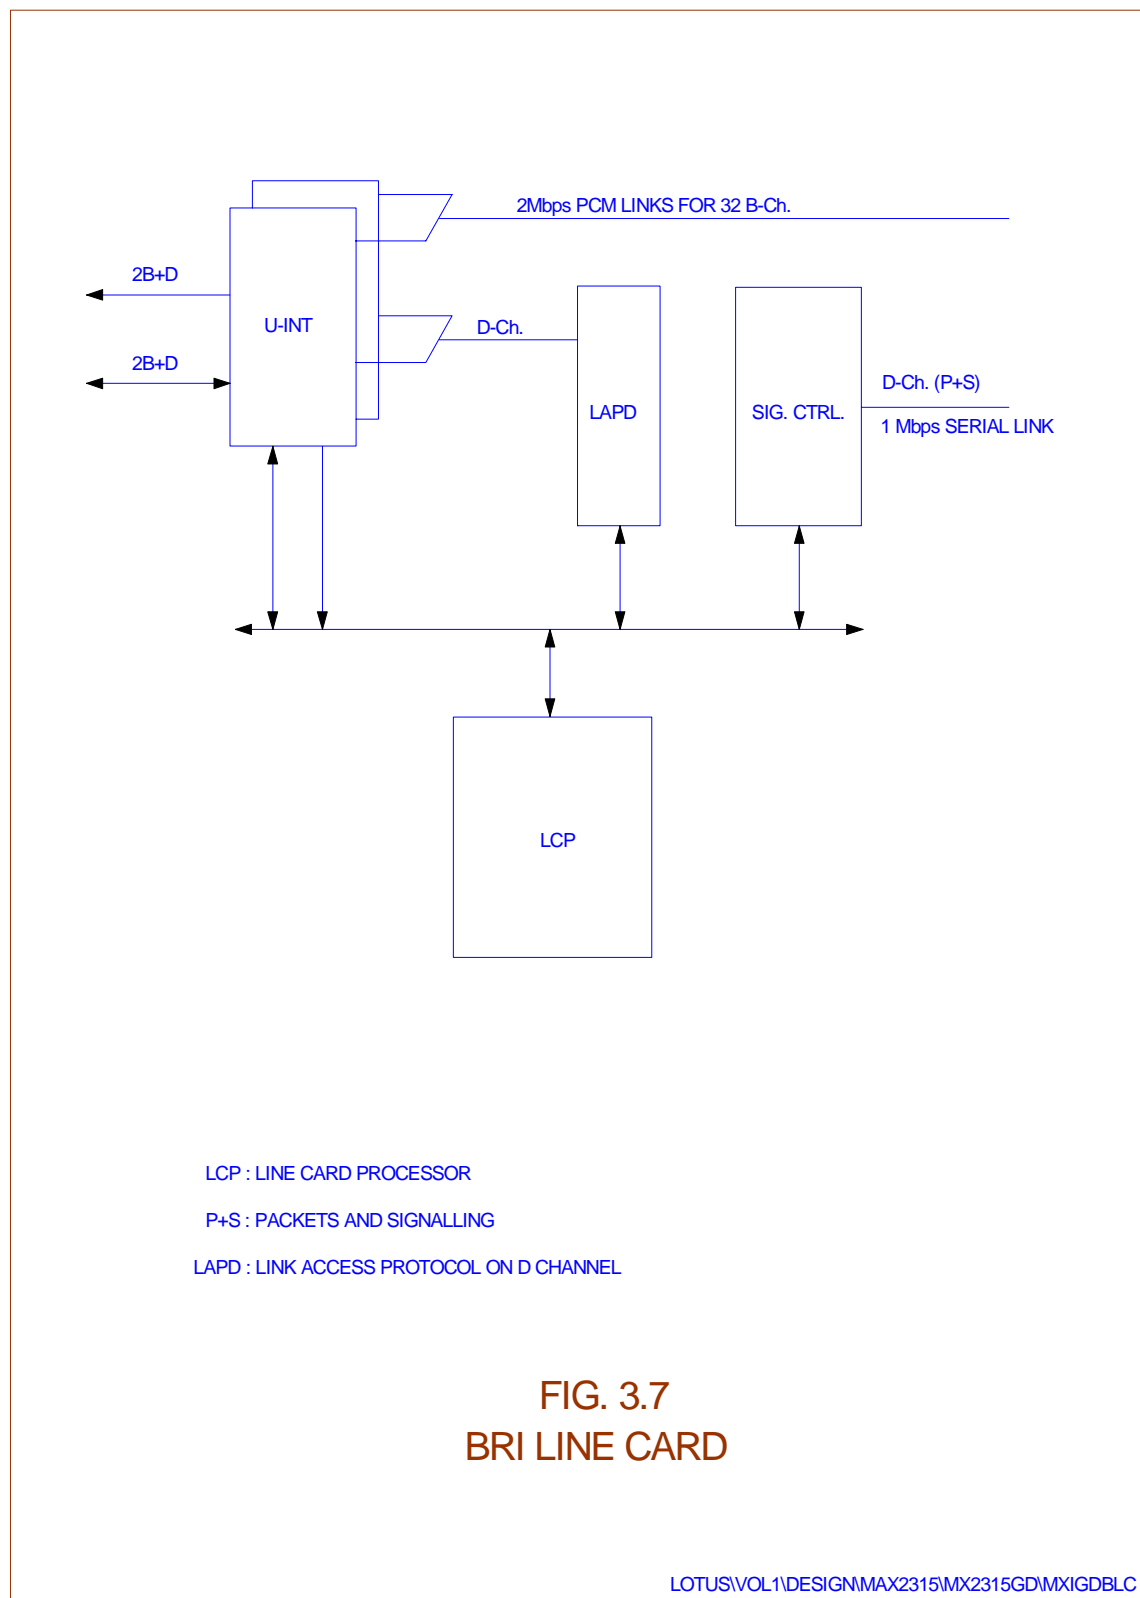 2Mbps PCM LINKS FOR 32 B-Ch.
2B+D
U-INT
D-Ch.
2B+D
D-Ch. (P+S)
LAPD
SIG. CTRL.
1 Mbps SERIAL LINK
LCP
LCP : LINE CARD PROCESSOR
P+S : PACKETS AND SIGNALLING
LAPD : LINK ACCESS PROTOCOL ON D CHANNEL
FIG. 3.7
BRI LINE CARD
LOTUS\VOL1\DESIGN\MAX2315\MX2315GD\MXIGDBLC